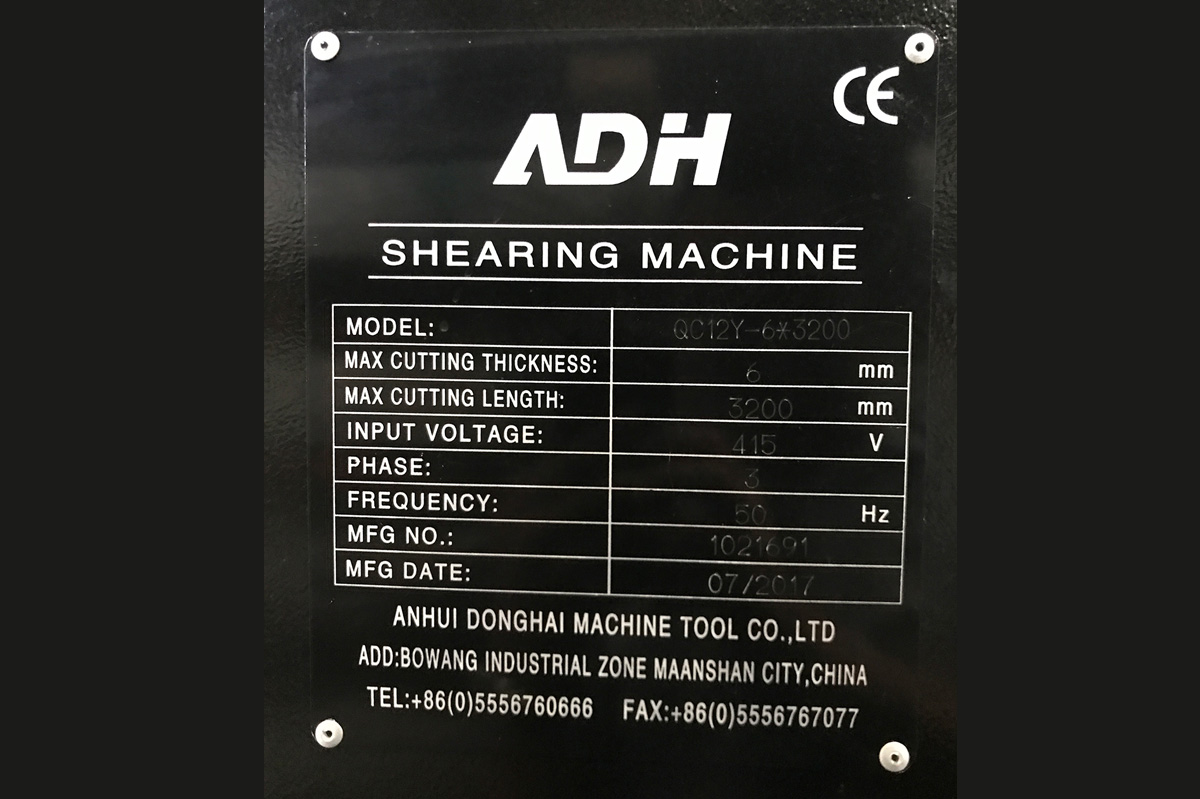 CE
ADH
SHEARING MACHINE
MODEL: QC12Y-6*3200
MAX CUTTING THICKNESS: 6 mm
MAX CUTTING LENGTH: 3200 mm
INPUT VOLTAGE: 415 V
PHASE: 3
FREQUENCY: 50 Hz
MFG NO.: 1021691
MFG DATE: 07/2017
ANHUI DONGHAI MACHINE TOOL CO.,LTD
ADD:BOWANG INDUSTRIAL ZONE MAANSHAN CITY,CHINA
TEL:+86(0)5556760666 FAX:+86(0)5556767077